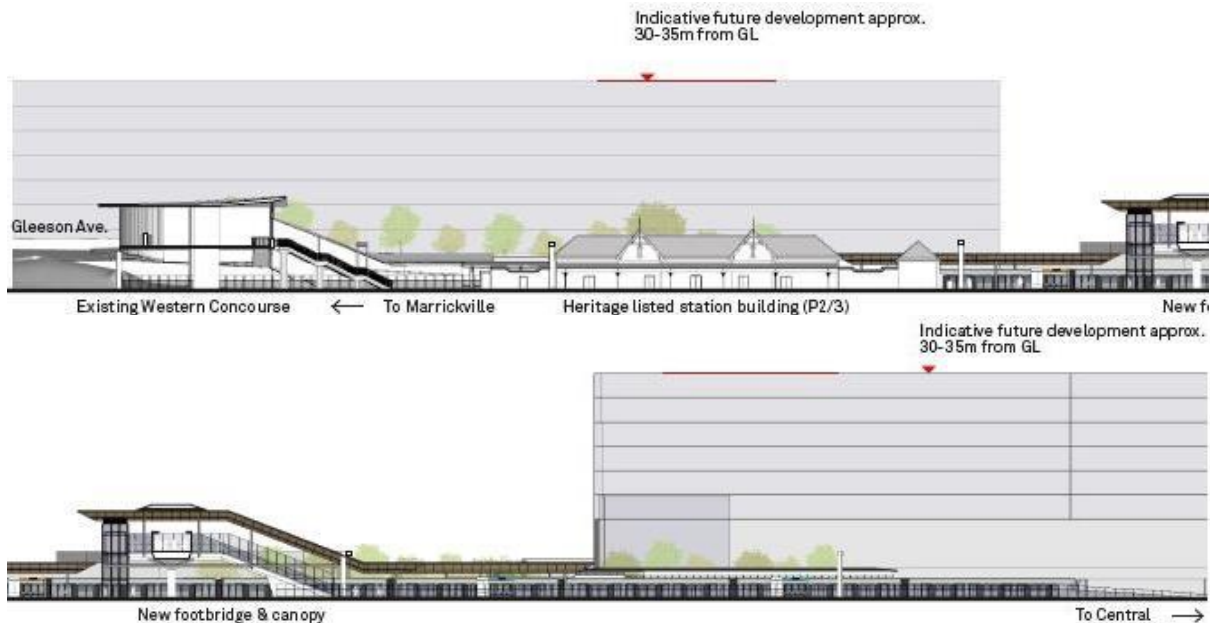 Indicative future development approx.
30-35m from GL
Gleeson Ave.
Existing Western Concourse ← To Marrickville Heritage listed station building (P2/3) New f
Indicative future development approx.
30-35m from GL
New footbridge & canopy To Central →